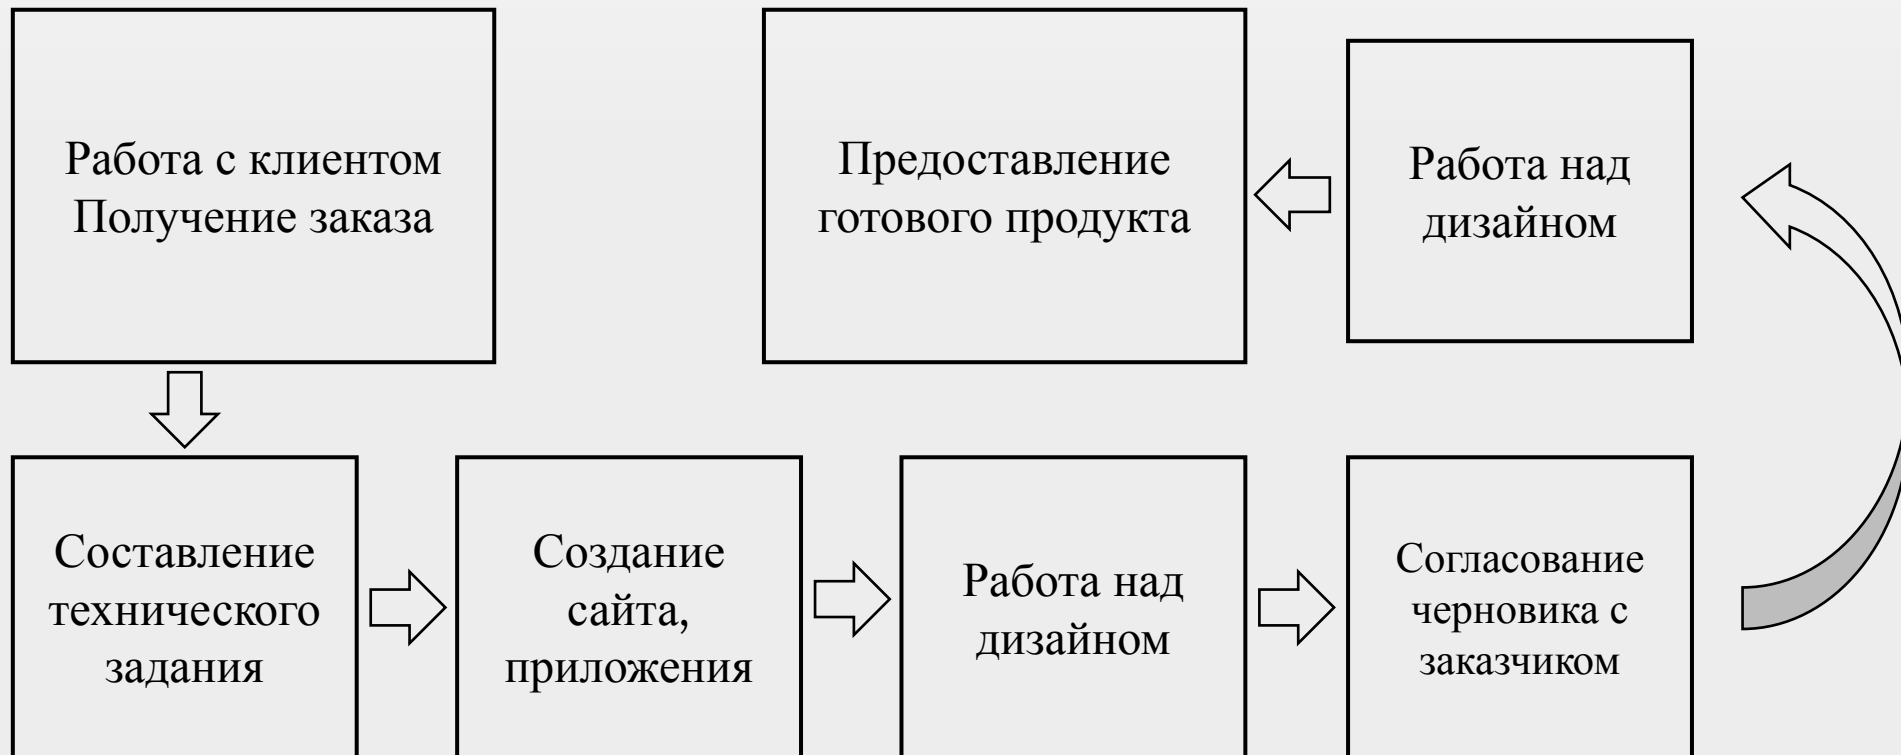 Работа с клиентом
Получение заказа
Предоставление
готового продукта
Работа над
дизайном
Составление
технического
задания
Создание
сайта,
приложения
Работа над
дизайном
Согласование
черновика с
заказчиком